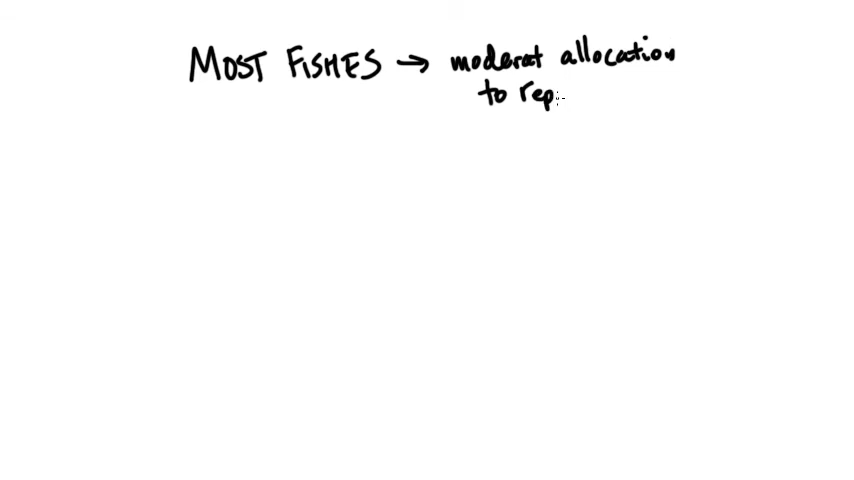 MOST FISHES → moderat allocation
to rep